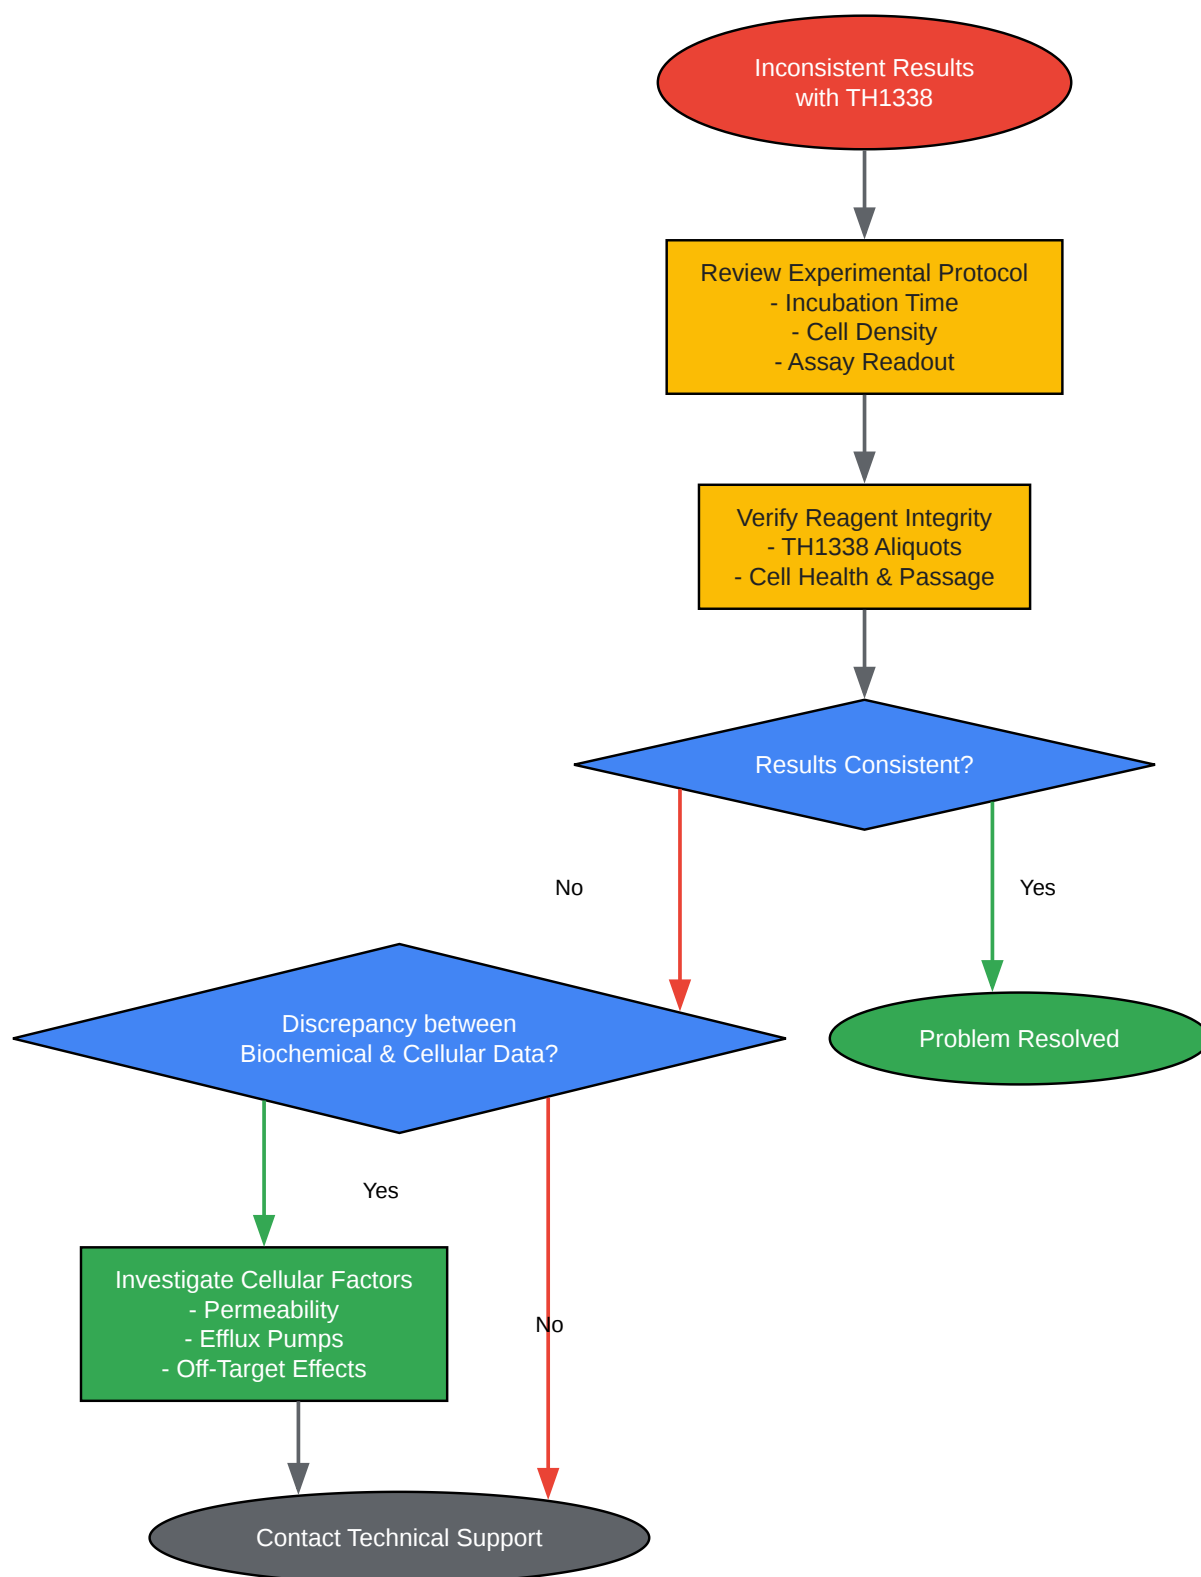 Inconsistent Results
with TH1338
Review Experimental Protocol
- Incubation Time
- Cell Density
- Assay Readout
Verify Reagent Integrity
- TH1338 Aliquots
- Cell Health & Passage
Results Consistent?
No
Yes
Discrepancy between
Biochemical & Cellular Data?
Problem Resolved
Yes
Investigate Cellular Factors
- Permeability
- Efflux Pumps
- Off-Target Effects
No
Contact Technical Support